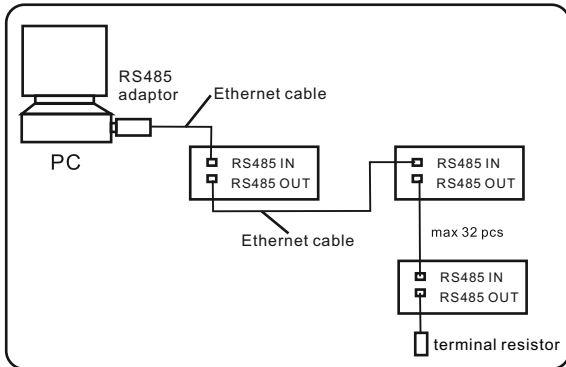 RS485
adaptor
Ethernet cable
PC
RS485 IN
RS485 OUT
RS485 IN
RS485 OUT
Ethernet cable
max 32 pcs
RS485 IN
RS485 OUT
terminal resistor